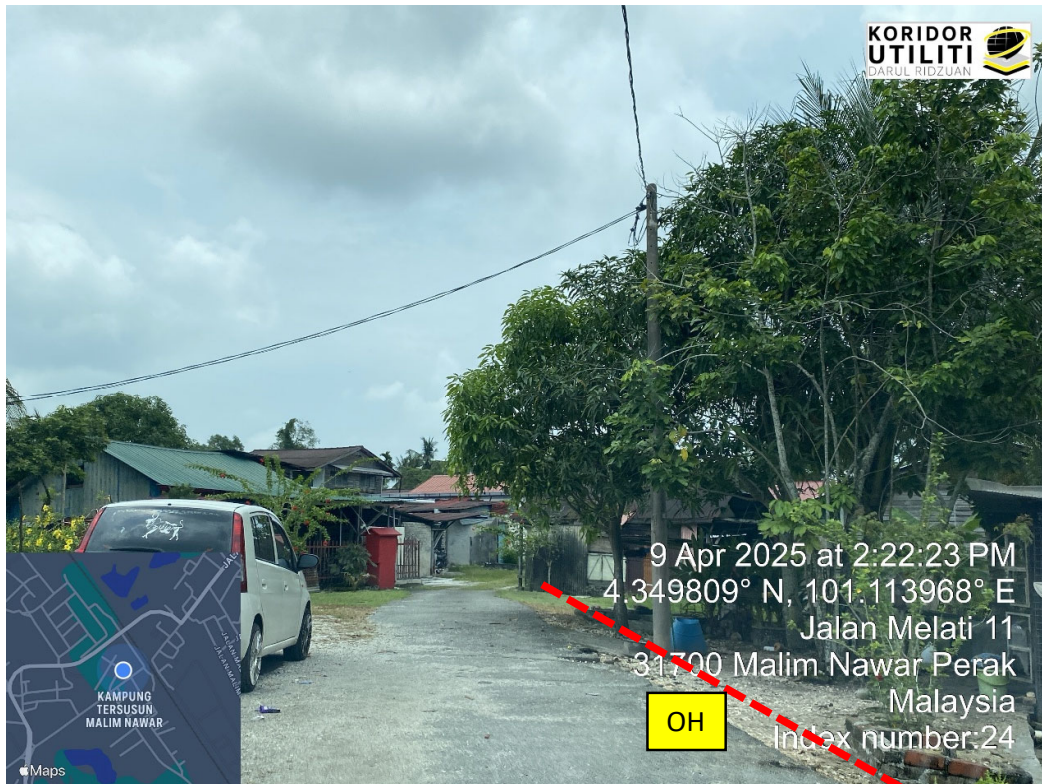 KORIDOR
UTILITI
DARUL RIDZUAN
9 Apr 2025 at 2:22:23 PM
4.349809° N, 101.113968° E
Jalan Melati 11
31700 Malim Nawar Perak
Malaysia
Index number:24
OH
KAMPUNG
TERSUSUN
MALIM NAWAR
Maps